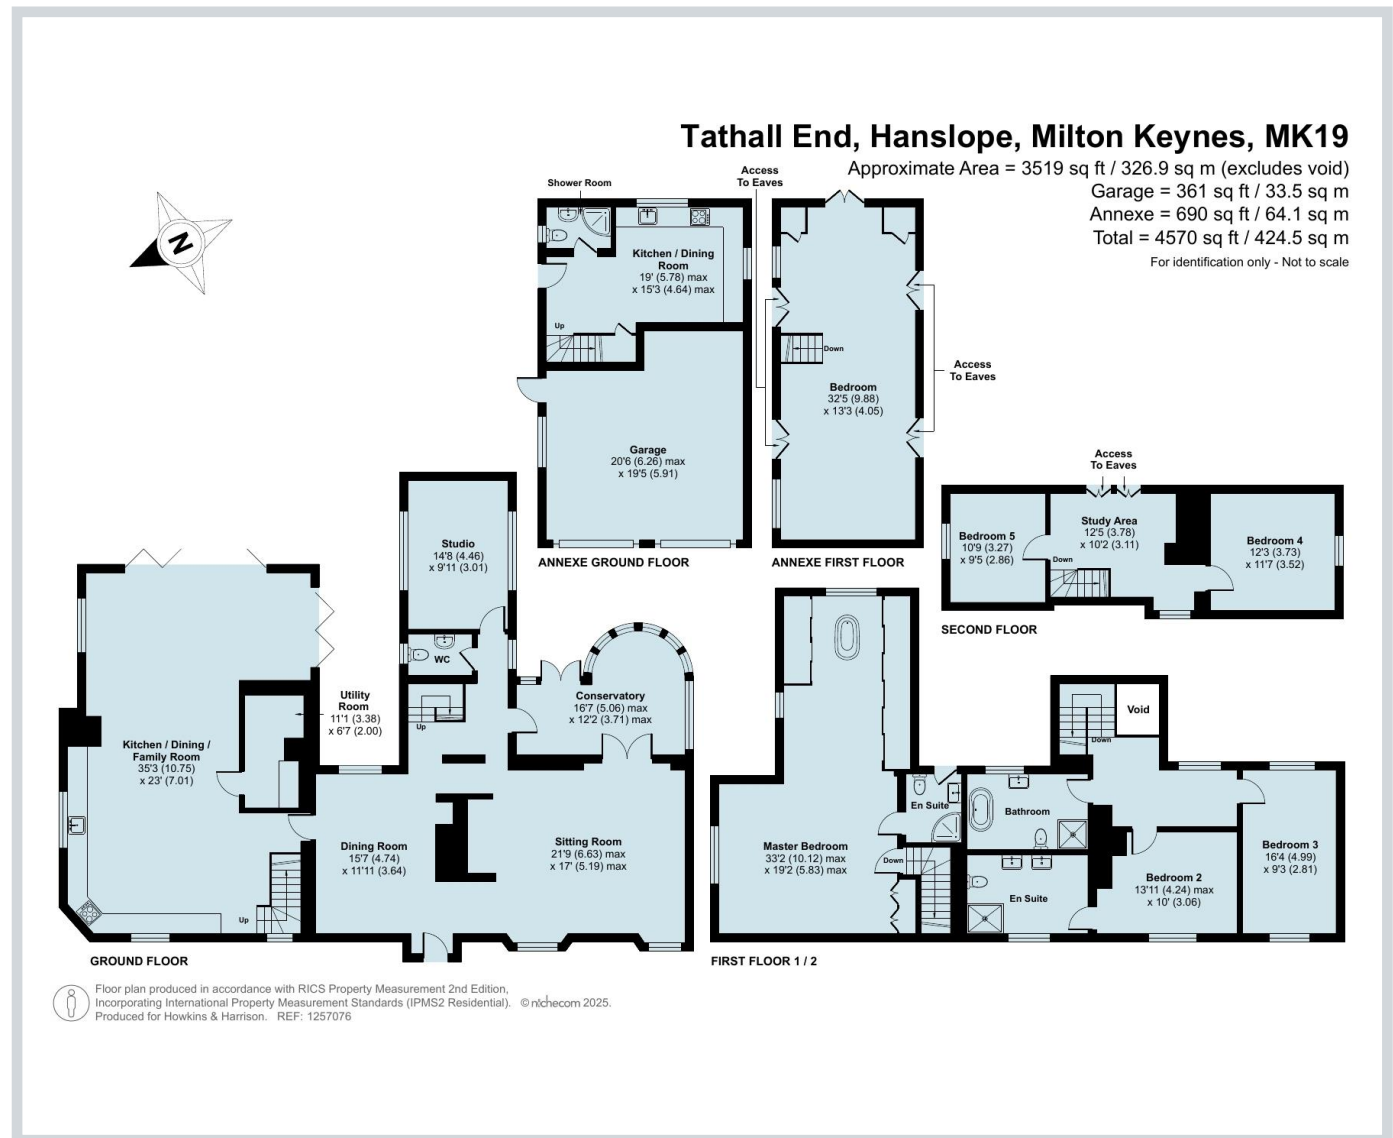 Tathall End, Hanslope, Milton Keynes, MK19
Approximate Area = 3519 sq ft / 326.9 sq m (excludes void)
Garage = 361 sq ft / 33.5 sq m
Annexe = 690 sq ft / 64.1 sq m
Total = 4570 sq ft / 424.5 sq m
For identification only - Not to scale
N
Shower Room
Kitchen / Dining
Room
19' (5.78) max
x 15'3 (4.64) max
Up
Garage
20'6 (6.26) max
x 19'5 (5.91)
ANNEXE GROUND FLOOR
Access
To Eaves
Down
Bedroom
32'5 (9.88)
x 13'3 (4.05)
Access
To Eaves
ANNEXE FIRST FLOOR
Access
To Eaves
Bedroom 5
10'9 (3.27)
x 9'5 (2.86)
Study Area
12'5 (3.78)
x 10'2 (3.11)
Down
Bedroom 4
12'3 (3.73)
x 11'7 (3.52)
SECOND FLOOR
Studio
14'8 (4.46)
x 9'11 (3.01)
WC
Up
Conservatory
16'7 (5.06) max
x 12'2 (3.71) max
Utility
Room
11'1 (3.38)
x 6'7 (2.00)
Kitchen / Dining /
Family Room
35'3 (10.75)
x 23' (7.01)
Up
Dining Room
15'7 (4.74)
x 11'11 (3.64)
Sitting Room
21'9 (6.63) max
x 17' (5.19) max
GROUND FLOOR
Void
Down
En Suite
Bathroom
Master Bedroom
33'2 (10.12) max
x 19'2 (5.83) max
Down
En Suite
Bedroom 2
13'11 (4.24) max
x 10' (3.06)
Bedroom 3
16'4 (4.99)
x 9'3 (2.81)
FIRST FLOOR 1 / 2
Floor plan produced in accordance with RICS Property Measurement 2nd Edition,
Incorporating International Property Measurement Standards (IPMS2 Residential). © nichecom 2025.
Produced for Howkins & Harrison. REF: 1257076